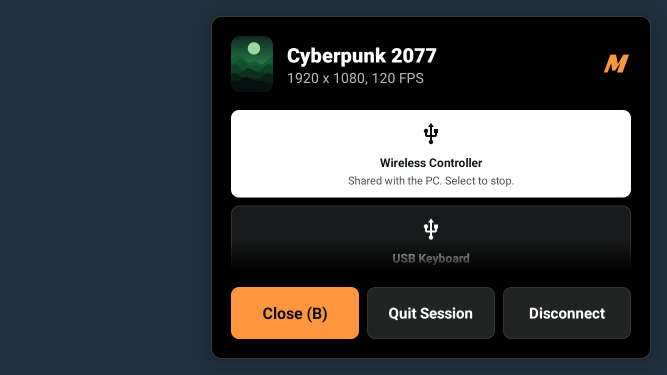 Cyberpunk 2077
1920 x 1080, 120 FPS
M
Wireless Controller
Shared with the PC. Select to stop.
USB Keyboard
Close (B)
Quit Session
Disconnect